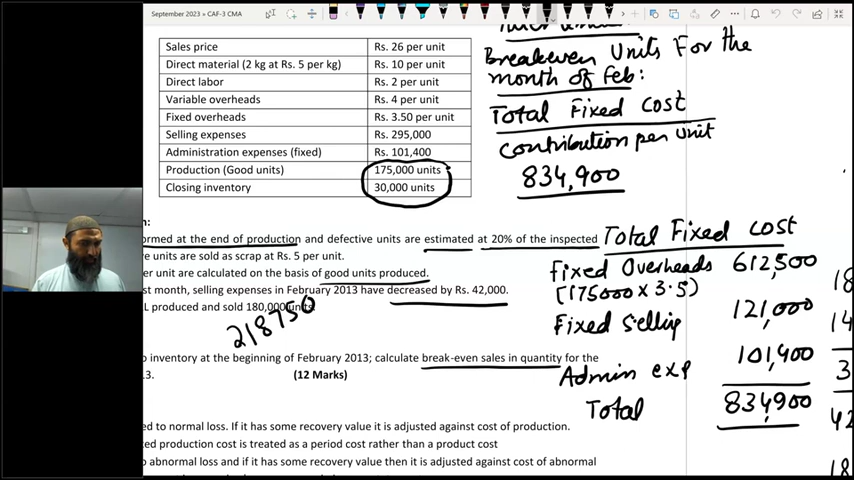 September 2023 » CAF-3 CMA
Sales price Rs. 26 per unit
Direct material (2 kg at Rs. 5 per kg) Rs. 10 per unit
Direct labor Rs. 2 per unit
Variable overheads Rs. 4 per unit
Fixed overheads Rs. 3.50 per unit
Selling expenses Rs. 295,000
Administration expenses (fixed) Rs. 101,400
Production (Good units) 175,000 units
Closing inventory 30,000 units
Breakeven Units For the
month of feb:
Total Fixed Cost
contribution per unit
834,900
ormed at the end of production and defective units are estimated at 20% of the inspected
e units are sold as scrap at Rs. 5 per unit.
er unit are calculated on the basis of good units produced.
st month, selling expenses in February 2013 have decreased by Rs. 42,000.
L produced and sold 180,000 units.
218750
o inventory at the beginning of February 2013; calculate break-even sales in quantity for the
3. (12 Marks)
Total Fixed Cost
Fixed Overheads 612,500
(175000 x 3.5)
Fixed Selling 121,000
Admin exp 101,400
Total 834,900
18
14
3
42
18
ed to normal loss. If it has some recovery value it is adjusted against cost of production.
ed production cost is treated as a period cost rather than a product cost
o abnormal loss and if it has some recovery value then it is adjusted against cost of abnormal